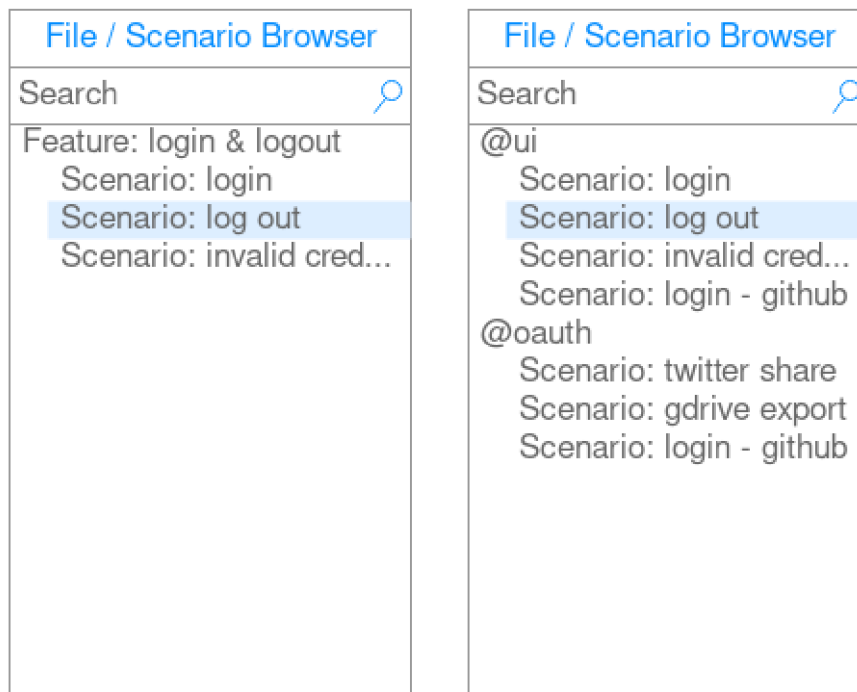 File / Scenario Browser
Search
Feature: login & logout
Scenario: login
Scenario: log out
Scenario: invalid cred...
File / Scenario Browser
Search
@ui
Scenario: login
Scenario: log out
Scenario: invalid cred...
Scenario: login - github
@oauth
Scenario: twitter share
Scenario: gdrive export
Scenario: login - github